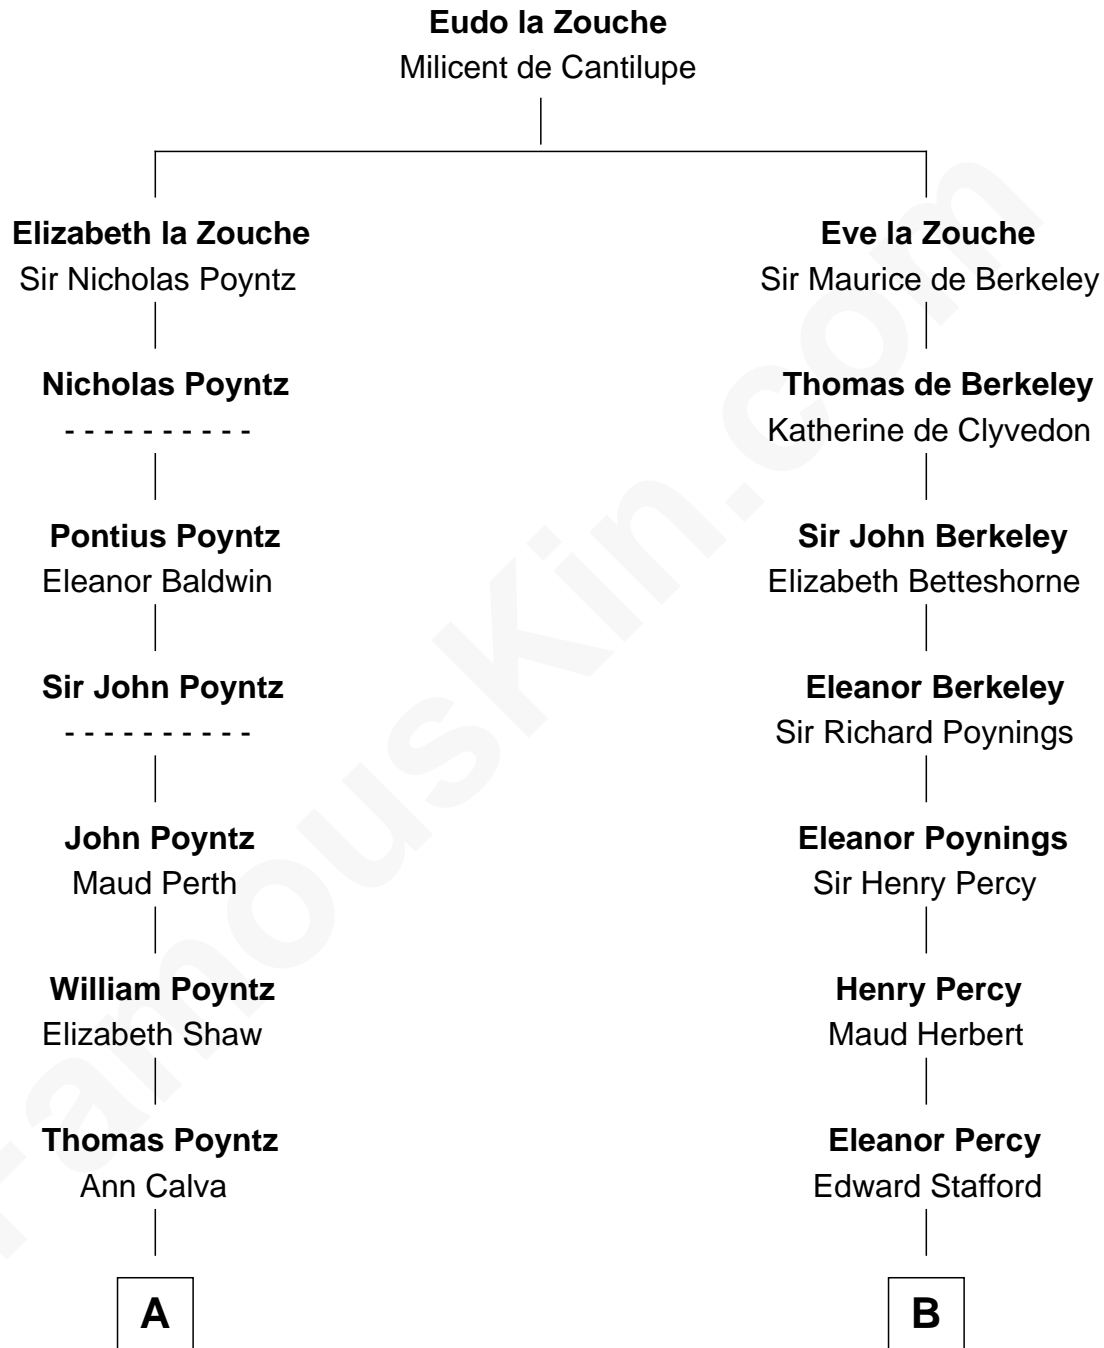 Eudo la Zouche
Milicent de Cantilupe
Elizabeth la Zouche
Sir Nicholas Poyntz
Nicholas Poyntz
- - - - - - - - - -
Pontius Poyntz
Eleanor Baldwin
Sir John Poyntz
- - - - - - - - - -
John Poyntz
Maud Perth
William Poyntz
Elizabeth Shaw
Thomas Poyntz
Ann Calva
A
Eve la Zouche
Sir Maurice de Berkeley
Thomas de Berkeley
Katherine de Clyvedon
Sir John Berkeley
Elizabeth Betteshorne
Eleanor Berkeley
Sir Richard Poynings
Eleanor Poynings
Sir Henry Percy
Henry Percy
Maud Herbert
Eleanor Percy
Edward Stafford
B
FamousKin.com